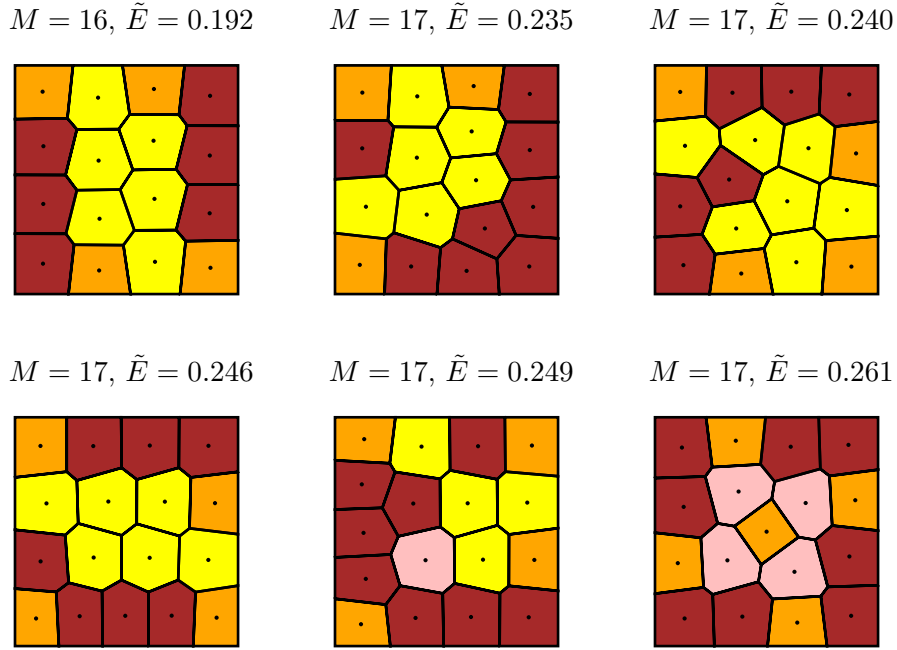 M = 16, Ẽ = 0.192
M = 17, Ẽ = 0.235
M = 17, Ẽ = 0.240
M = 17, Ẽ = 0.246
M = 17, Ẽ = 0.249
M = 17, Ẽ = 0.261